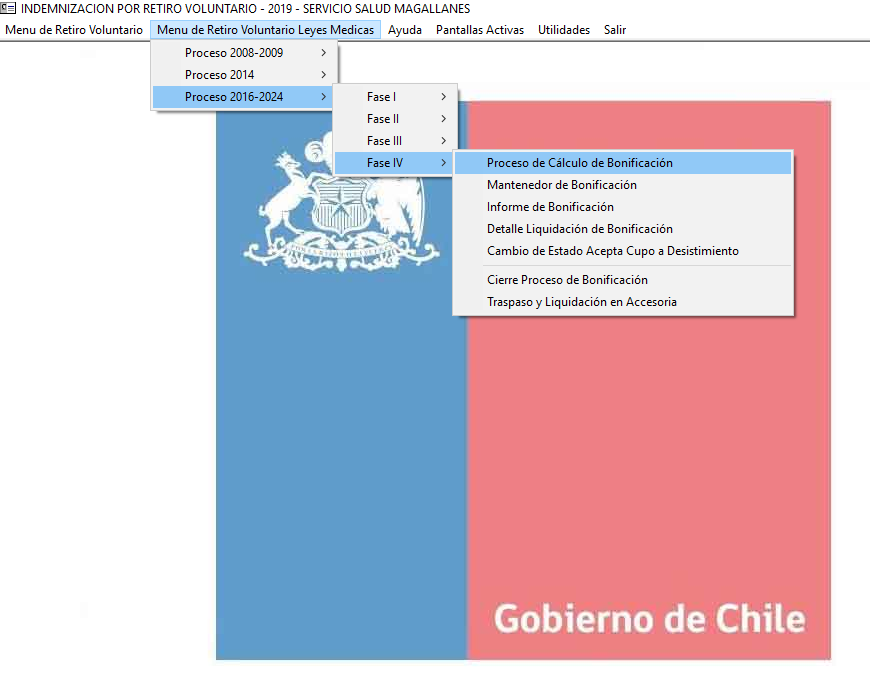 INDEMNIZACION POR RETIRO VOLUNTARIO - 2019 - SERVICIO SALUD MAGALLANES
Menu de Retiro Voluntario Menu de Retiro Voluntario Leyes Medicas Ayuda Pantallas Activas Utilidades Salir
Proceso 2008-2009
Proceso 2014
Proceso 2016-2024
Fase I
Fase II
Fase III
Fase IV
Proceso de Cálculo de Bonificación
Mantenedor de Bonificación
Informe de Bonificación
Detalle Liquidación de Bonificación
Cambio de Estado Acepta Cupo a Desistimiento
Cierre Proceso de Bonificación
Traspaso y Liquidación en Accesoria
Gobierno de Chile